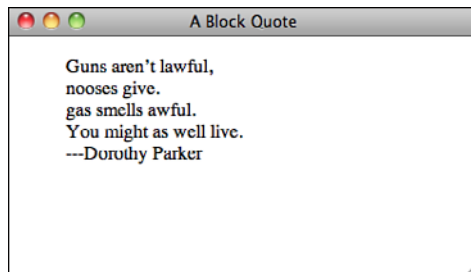 A Block Quote
Guns aren't lawful,
nooses give.
gas smells awful.
You might as well live.
---Dorothy Parker